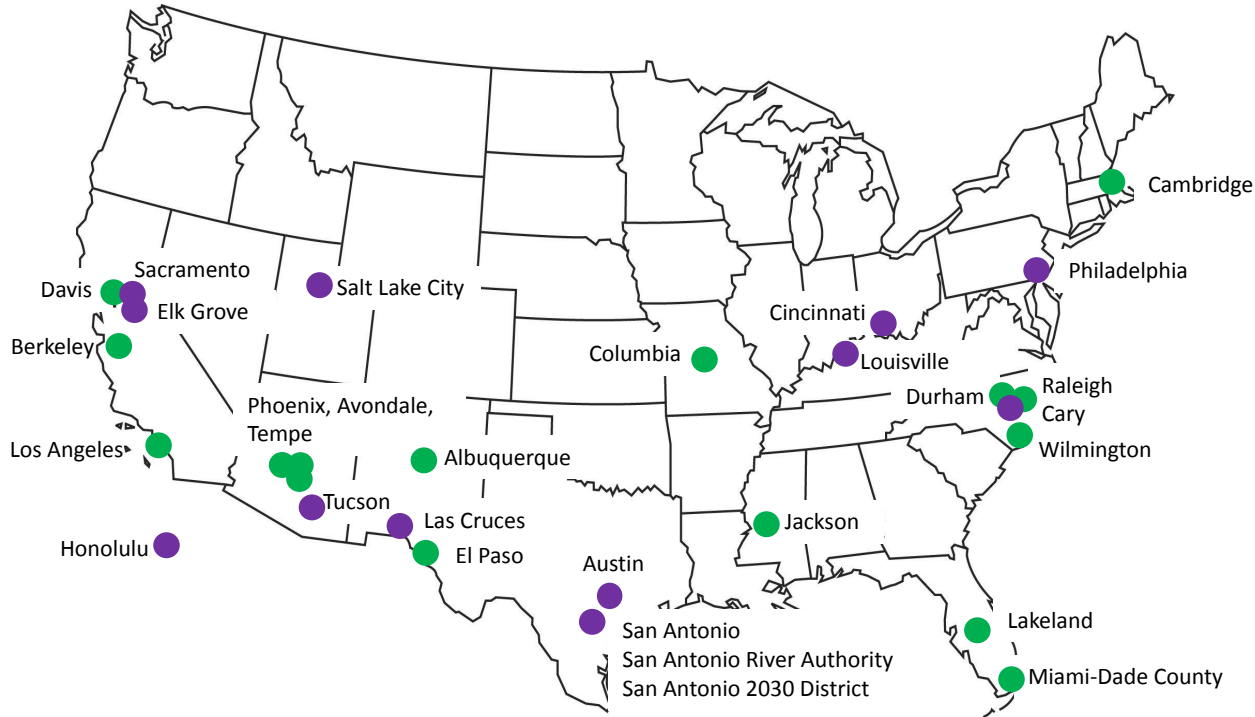 Cambridge
Sacramento
Davis
Salt Lake City
Philadelphia
Elk Grove
Cincinnati
Berkeley
Columbia
Louisville
Raleigh
Durham
Cary
Phoenix, Avondale,
Tempe
Los Angeles
Albuquerque
Wilmington
Tucson
Las Cruces
Jackson
Honolulu
El Paso
Austin
Lakeland
San Antonio
San Antonio River Authority
San Antonio 2030 District
Miami-Dade County